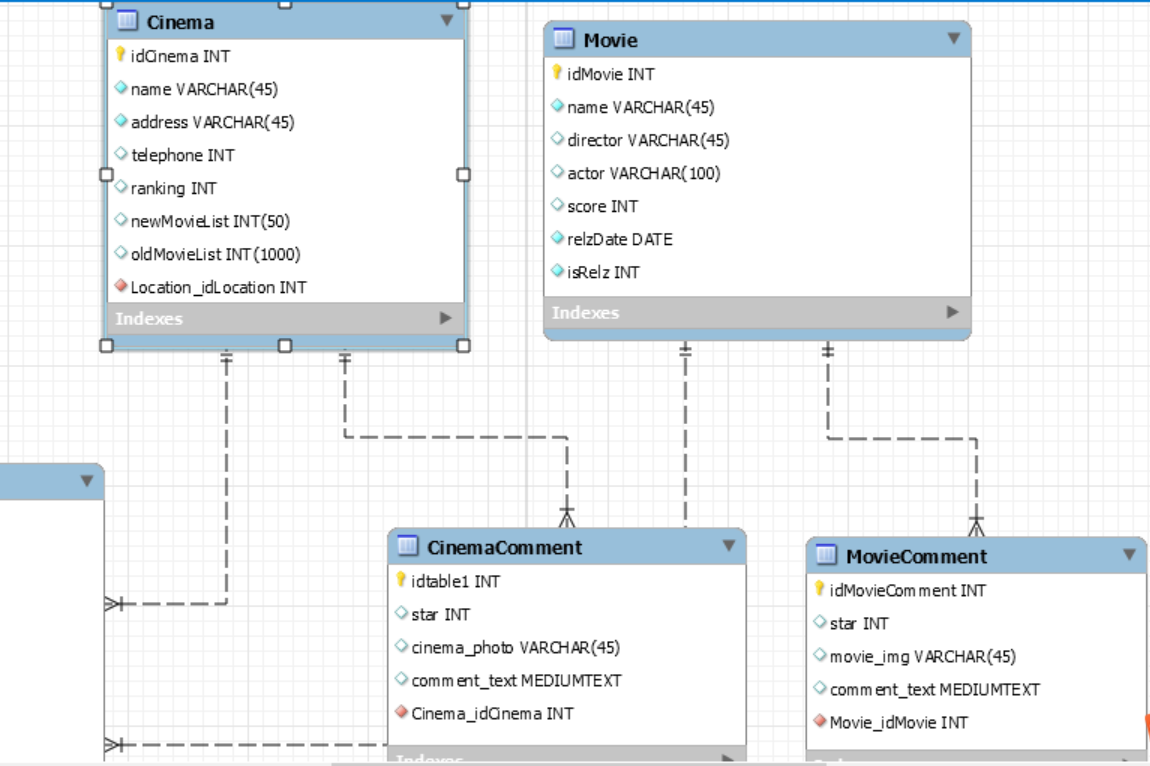 Cinema
idCinema INT
name VARCHAR(45)
address VARCHAR(45)
telephone INT
ranking INT
newMovieList INT(50)
oldMovieList INT(1000)
Location_idLocation INT
Indexes
Movie
idMovie INT
name VARCHAR(45)
director VARCHAR(45)
actor VARCHAR(100)
score INT
relzDate DATE
isRelz INT
Indexes
CinemaComment
idtable1 INT
star INT
cinema_photo VARCHAR(45)
comment_text MEDIUMTEXT
Cinema_idCinema INT
Indexes
MovieComment
idMovieComment INT
star INT
movie_img VARCHAR(45)
comment_text MEDIUMTEXT
Movie_idMovie INT